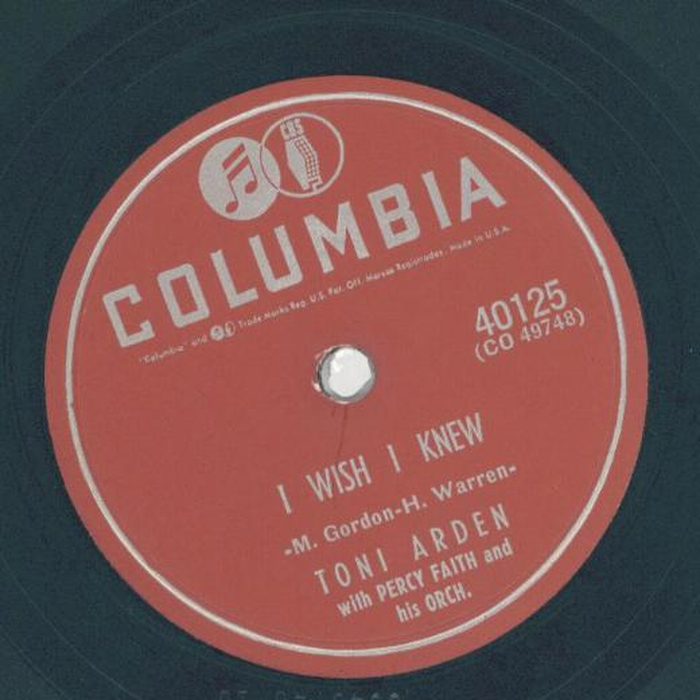 CBS
COLUMBIA
"Columbia" and Trade Marks Reg. U.S. Pat. Off. Marcas Registradas. Made in U.S.A.
40125
(CO 49748)
I WISH I KNEW
-M. Gordon-H. Warren-
TONI ARDEN
with PERCY FAITH and
his ORCH.